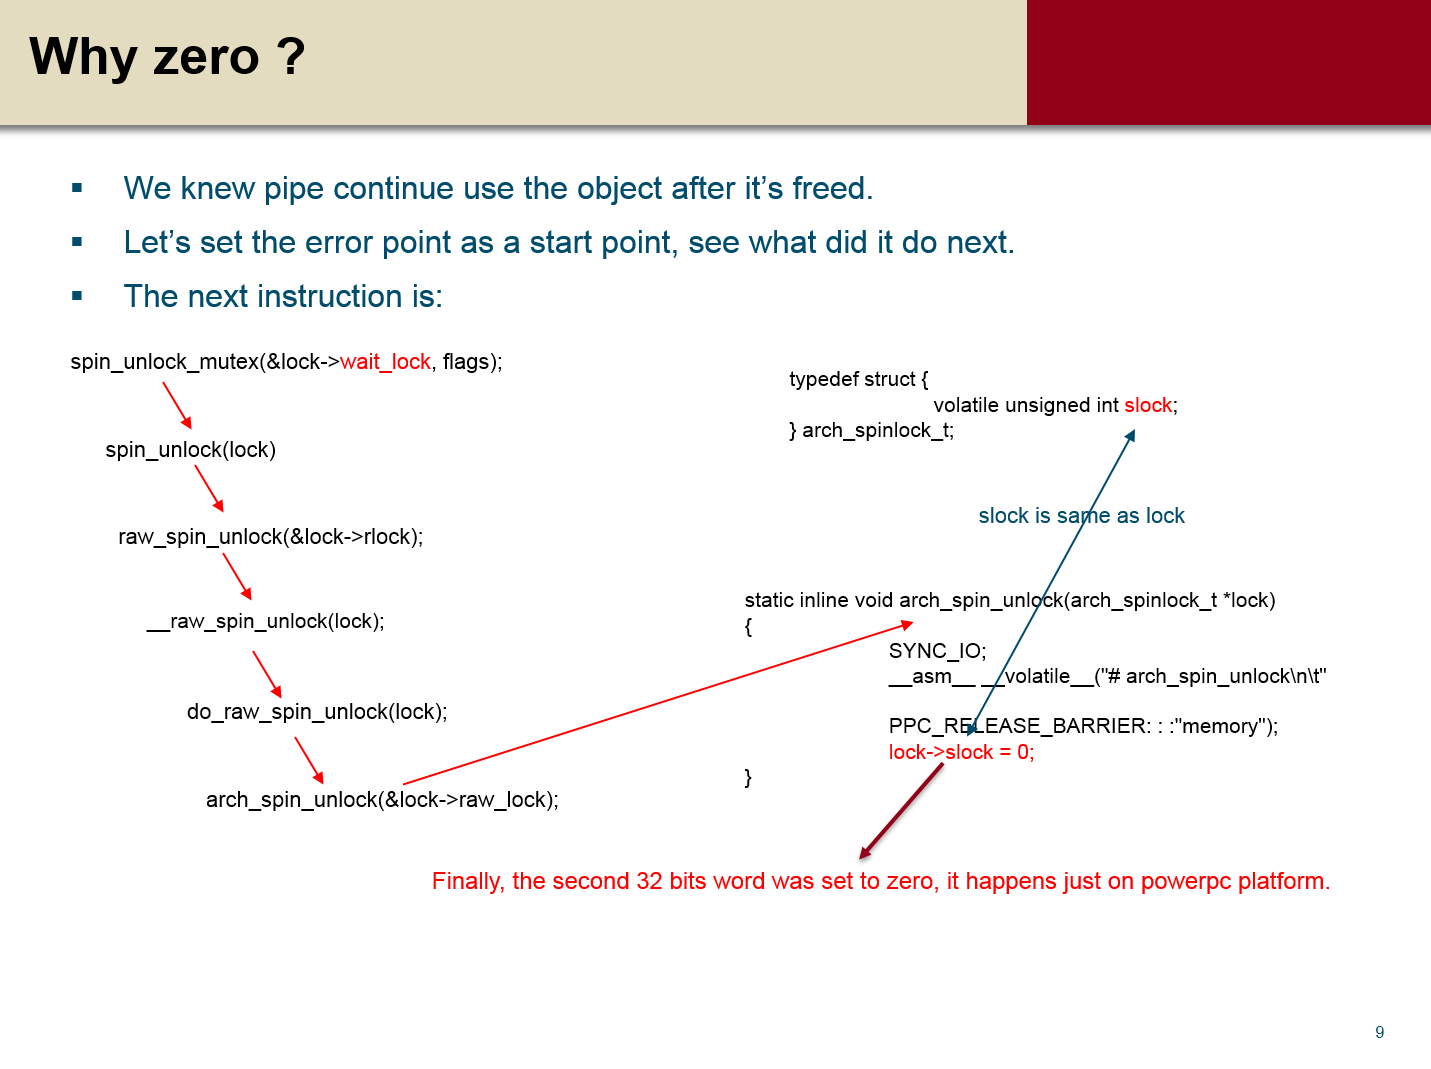 Why zero ?
We knew pipe continue use the object after it’s freed.
Let’s set the error point as a start point, see what did it do next.
The next instruction is:
spin_unlock_mutex(&lock->wait_lock, flags);
spin_unlock(lock)
raw_spin_unlock(&lock->rlock);
__raw_spin_unlock(lock);
do_raw_spin_unlock(lock);
arch_spin_unlock(&lock->raw_lock);
typedef struct {
volatile unsigned int slock;
} arch_spinlock_t;
slock is same as lock
static inline void arch_spin_unlock(arch_spinlock_t *lock)
{
SYNC_IO;
__asm__ __volatile__("# arch_spin_unlock\n\t"
PPC_RELEASE_BARRIER: : :"memory");
lock->slock = 0;
}
Finally, the second 32 bits word was set to zero, it happens just on powerpc platform.
9